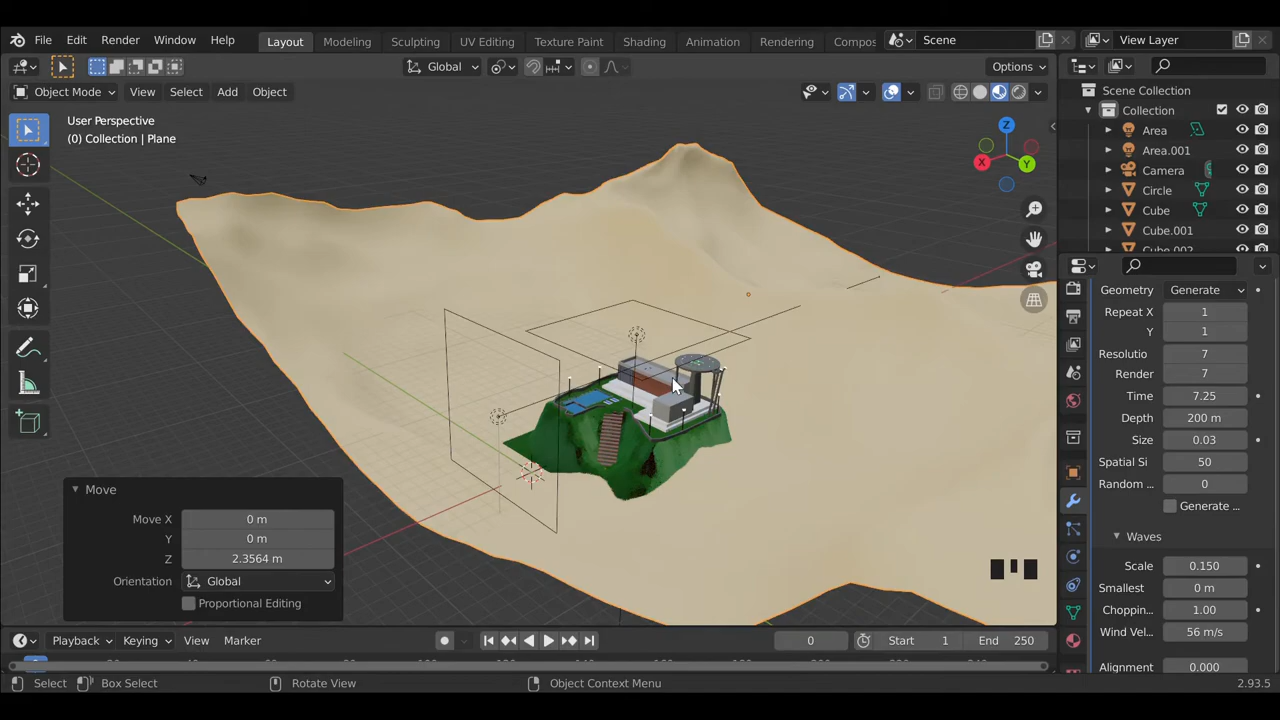 File Edit Render Window Help Layout Modeling Sculpting UV Editing Texture Paint Shading Animation Rendering Compos Scene View Layer
Global Options
Object Mode View Select Add Object
User Perspective
(0) Collection | Plane
Z
X
Y
Scene Collection
Collection
Area
Area.001
Camera
Circle
Cube
Cube.001
Cube.002
Geometry Generate
Repeat X 1
Y 1
Resolutio 7
Render 7
Time 7.25
Depth 200 m
Size 0.03
Spatial Si 50
Random ... 0
Generate ...
Waves
Scale 0.150
Smallest 0 m
Choppin... 1.00
Wind Vel... 56 m/s
Alignment 0.000
Move
Move X 0 m
Y 0 m
Z 2.3564 m
Orientation Global
Proportional Editing
Playback Keying View Marker 0 Start 1 End 250
Select Box Select Rotate View Object Context Menu 2.93.5